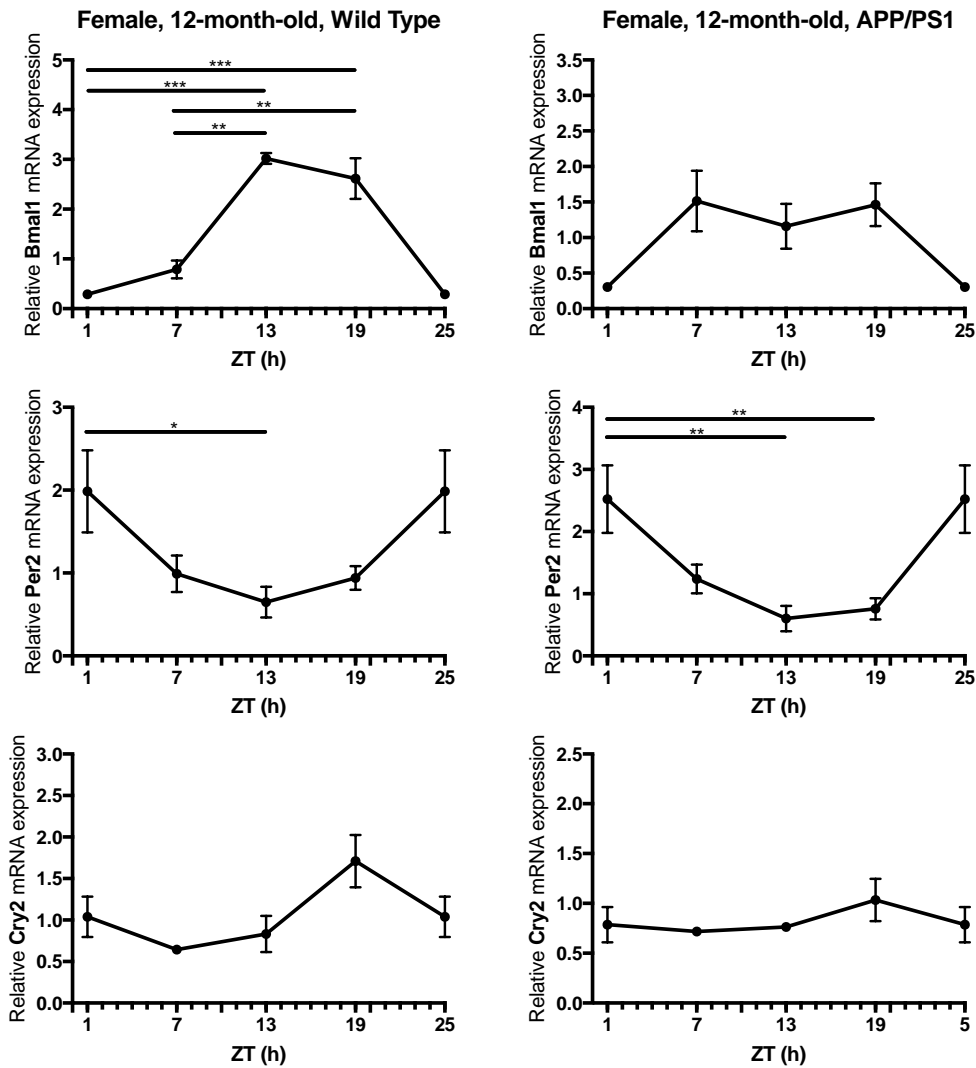 Female, 12-month-old, Wild Type
Female, 12-month-old, APP/PS1
Relative Bmal1 mRNA expression
5
4
3
2
1
0
***
***
**
**
1 7 13 19 25
ZT (h)
Relative Bmal1 mRNA expression
3.5
3.0
2.5
2.0
1.5
1.0
0.5
0.0
1 7 13 19 25
ZT (h)
Relative Per2 mRNA expression
3
2
1
0
*
1 7 13 19 25
ZT (h)
Relative Per2 mRNA expression
4
3
2
1
0
**
**
1 7 13 19 25
ZT (h)
Relative Cry2 mRNA expression
3.0
2.5
2.0
1.5
1.0
0.5
0.0
1 7 13 19 25
ZT (h)
Relative Cry2 mRNA expression
2.5
2.0
1.5
1.0
0.5
0.0
1 7 13 19 5
ZT (h)